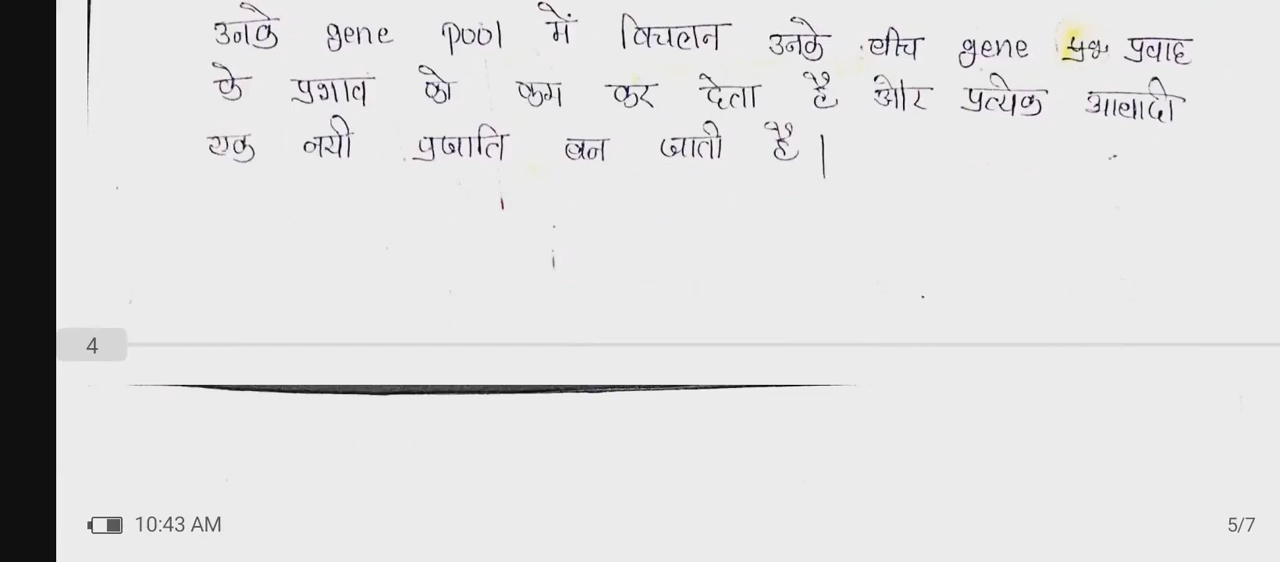 उनके gene pool में विचलन उनके बीच gene प्रवाह
के प्रभाव को कम कर देता है और प्रत्येक आबादी
एक नयी प्रजाति बन जाती है |
4
10:43 AM
5/7